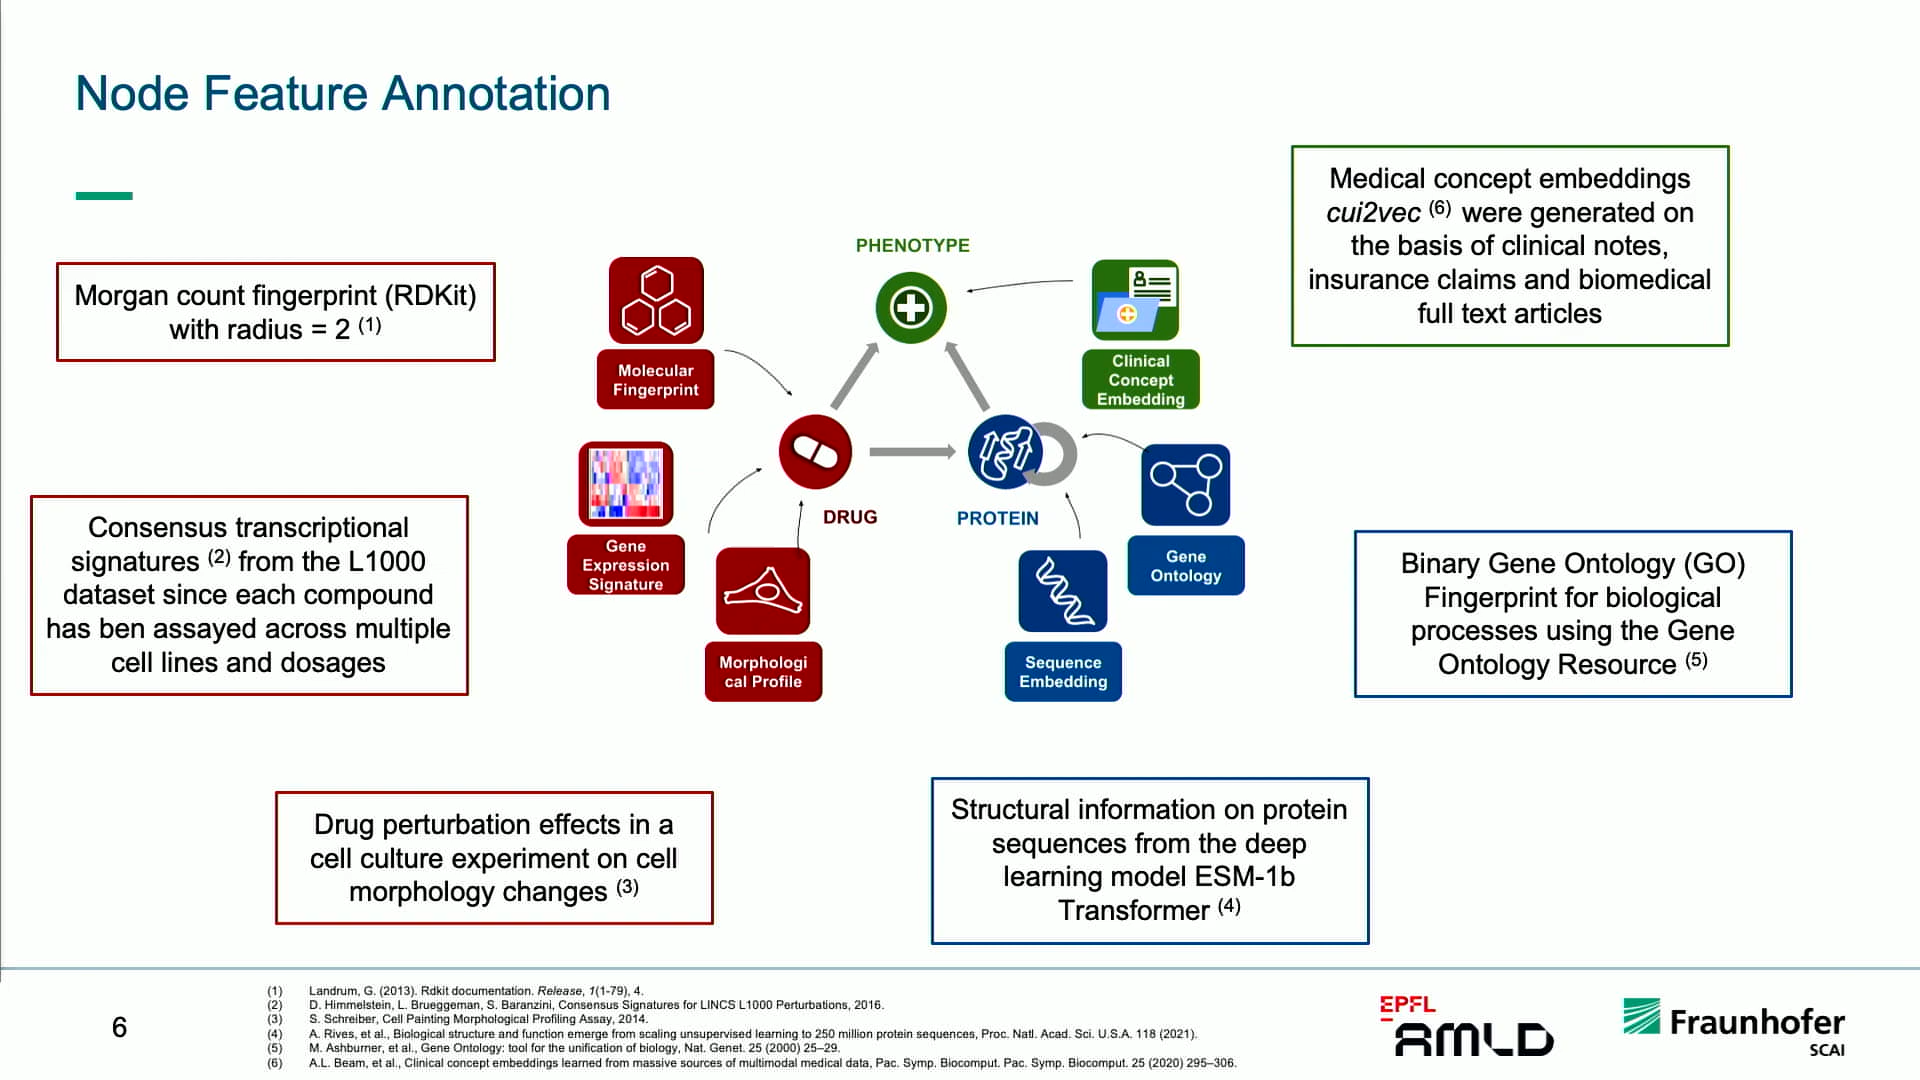 Node Feature Annotation
Morgan count fingerprint (RDKit)
with radius = 2 (1)
Medical concept embeddings
cui2vec (6) were generated on
the basis of clinical notes,
insurance claims and biomedical
full text articles
PHENOTYPE
Molecular
Fingerprint
Clinical
Concept
Embedding
Consensus transcriptional
signatures (2) from the L1000
dataset since each compound
has ben assayed across multiple
cell lines and dosages
Gene
Expression
Signature
DRUG
PROTEIN
Gene
Ontology
Binary Gene Ontology (GO)
Fingerprint for biological
processes using the Gene
Ontology Resource (5)
Morphologi
cal Profile
Sequence
Embedding
Drug perturbation effects in a
cell culture experiment on cell
morphology changes (3)
Structural information on protein
sequences from the deep
learning model ESM-1b
Transformer (4)
6
(1) Landrum, G. (2013). Rdkit documentation. Release, 1(1-79), 4.
(2) D. Himmelstein, L. Brueggeman, S. Baranzini, Consensus Signatures for LINCS L1000 Perturbations, 2016.
(3) S. Schreiber, Cell Painting Morphological Profiling Assay, 2014.
(4) A. Rives, et al., Biological structure and function emerge from scaling unsupervised learning to 250 million protein sequences, Proc. Natl. Acad. Sci. U.S.A. 118 (2021).
(5) M. Ashburner, et al., Gene Ontology: tool for the unification of biology, Nat. Genet. 25 (2000) 25–29.
(6) A.L. Beam, et al., Clinical concept embeddings learned from massive sources of multimodal medical data, Pac. Symp. Biocomput. Pac. Symp. Biocomput. 25 (2020) 295–306.
EPFL
AMLD
Fraunhofer
SCAI